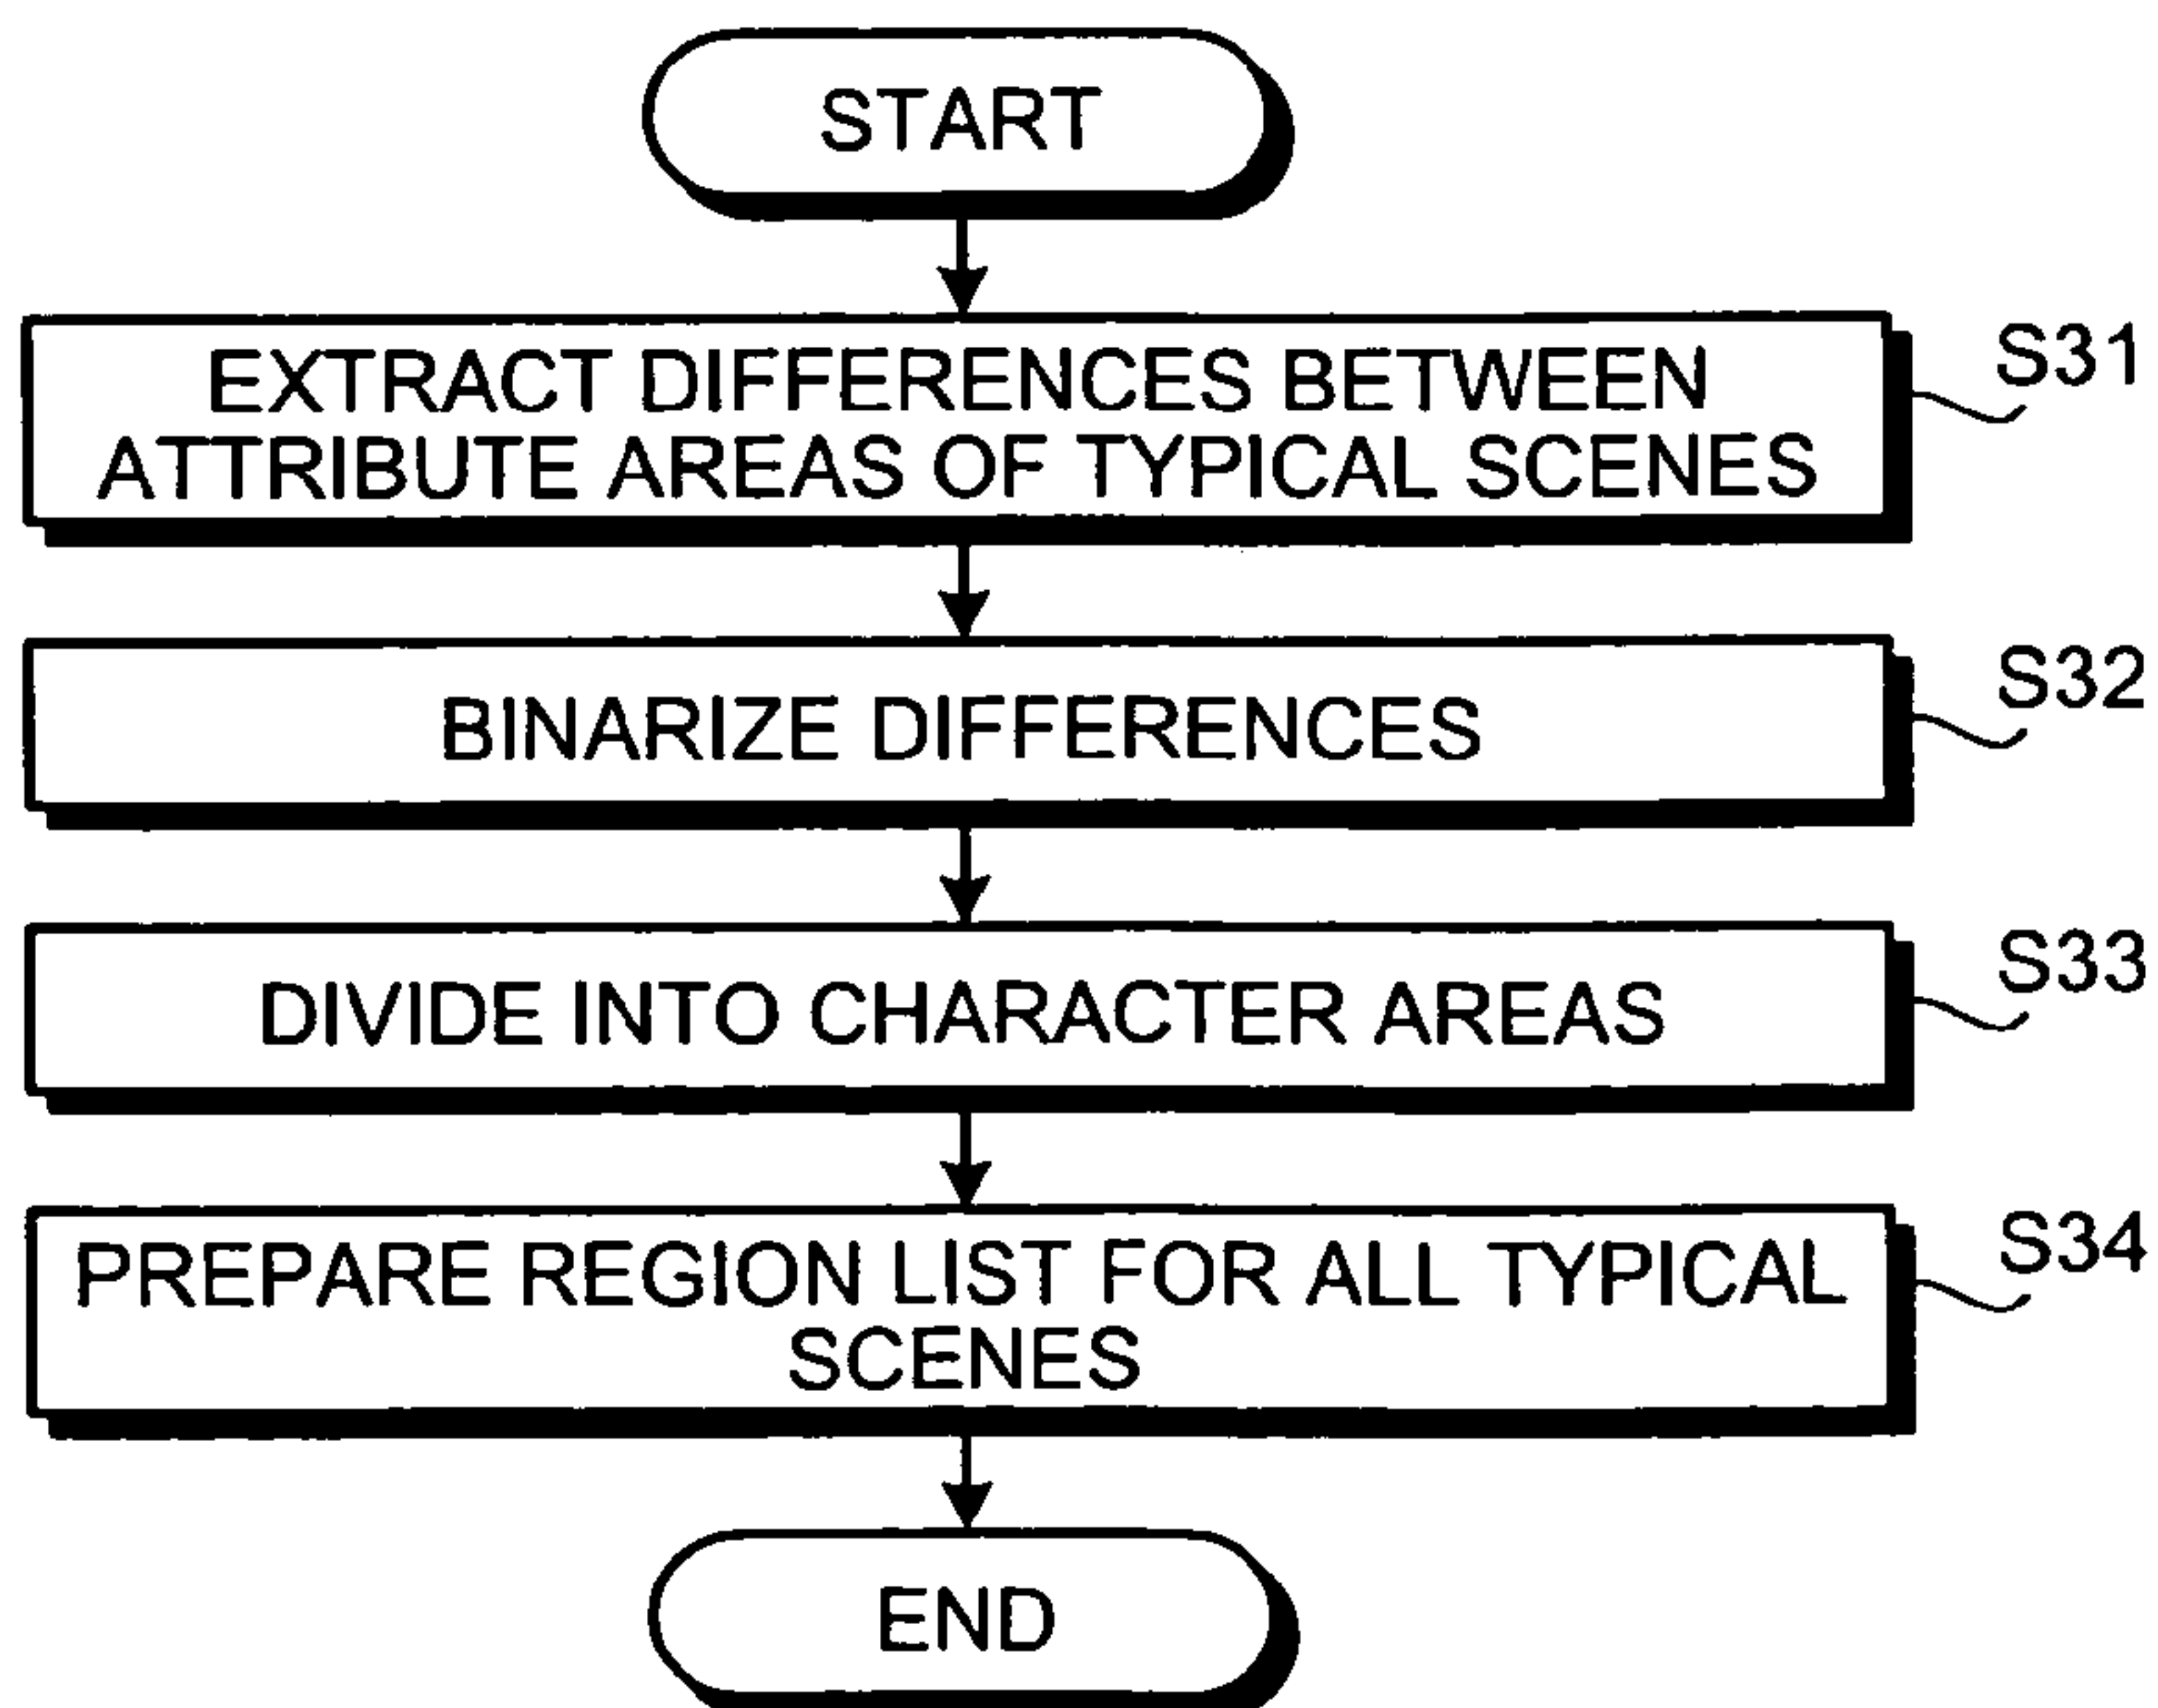 START
EXTRACT DIFFERENCES BETWEEN
ATTRIBUTE AREAS OF TYPICAL SCENES
S31
BINARIZE DIFFERENCES
S32
DIVIDE INTO CHARACTER AREAS
S33
PREPARE REGION LIST FOR ALL TYPICAL
SCENES
S34
END